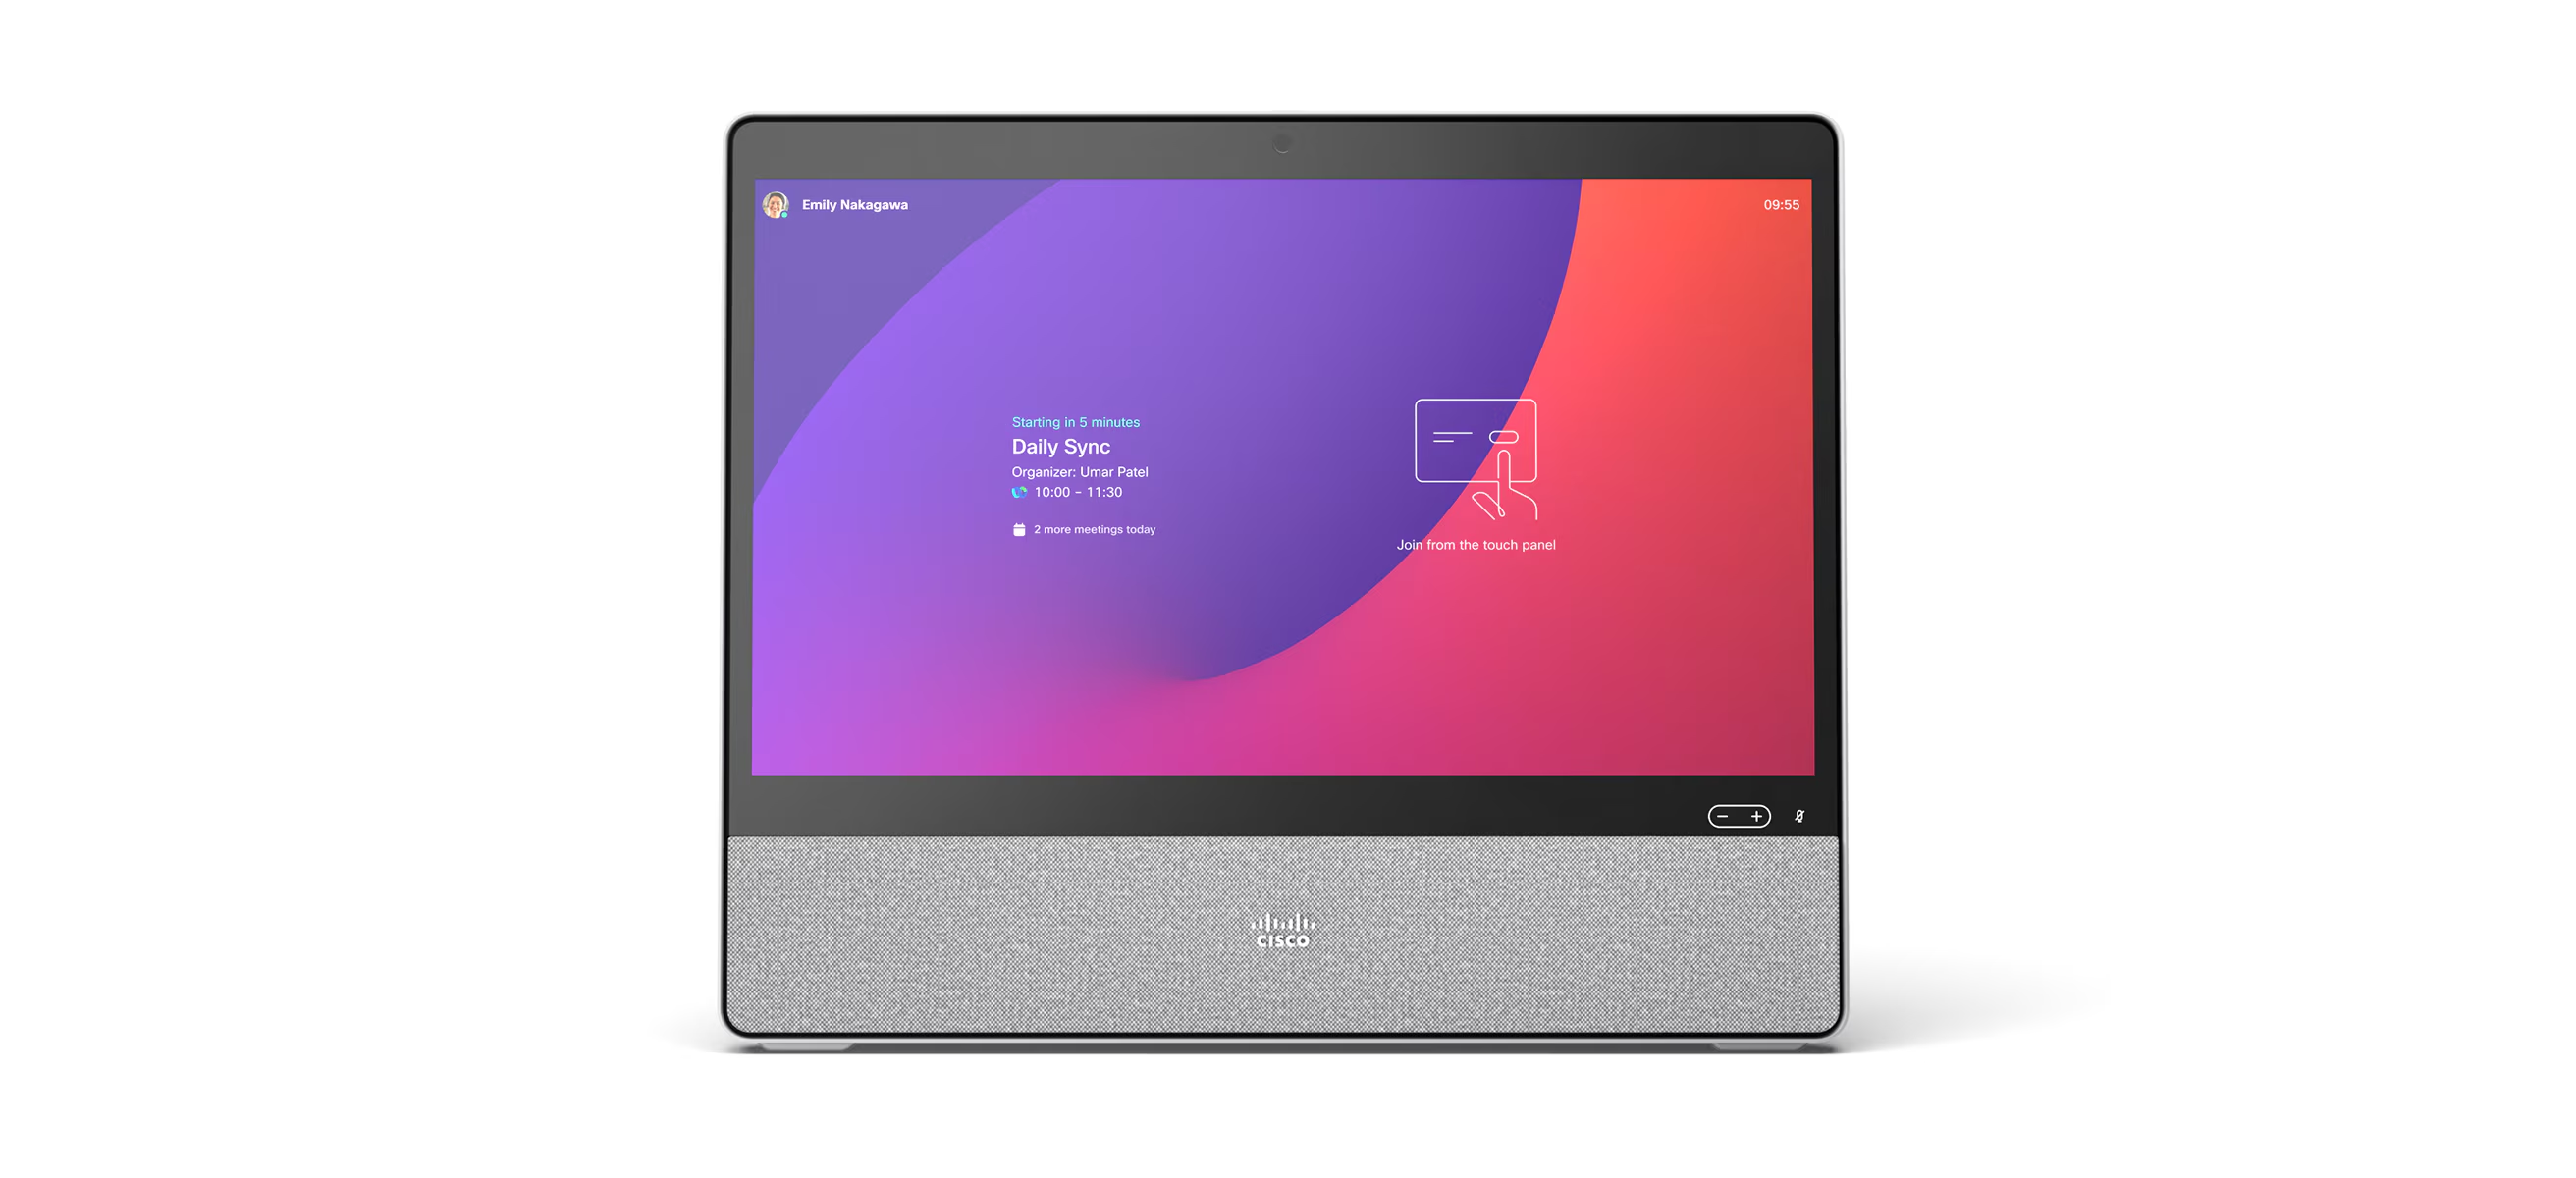 Emily Nakagawa
09:55
Starting in 5 minutes
Daily Sync
Organizer: Umar Patel
10:00 - 11:30
2 more meetings today
Join from the touch panel
CISCO